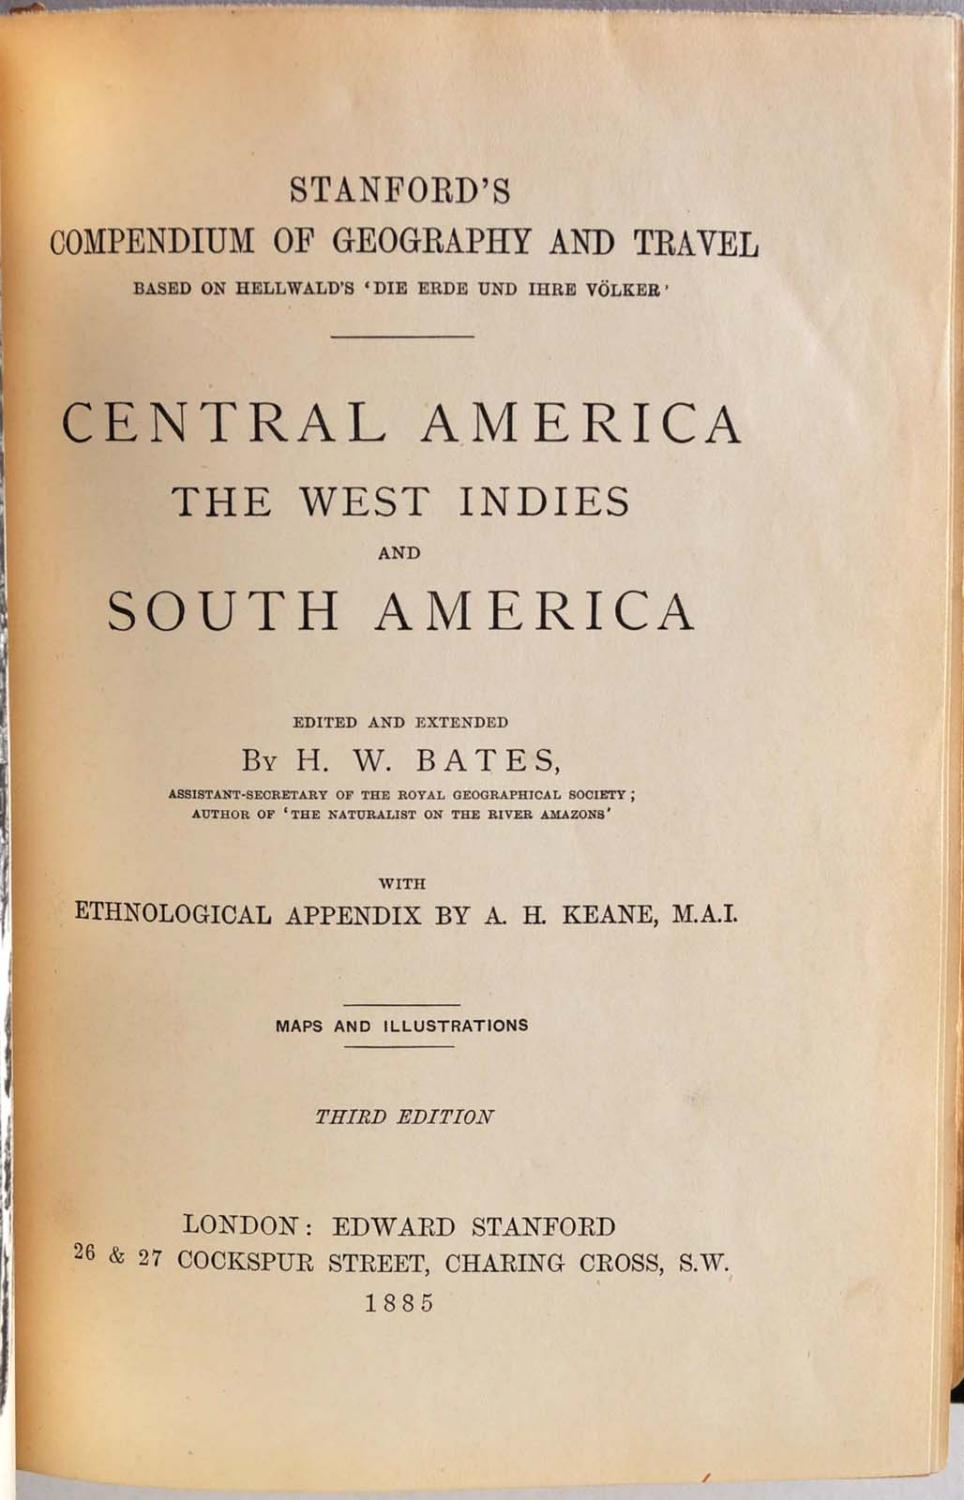 STANFORD'S
COMPENDIUM OF GEOGRAPHY AND TRAVEL
BASED ON HELLWALD'S 'DIE ERDE UND IHRE VÖLKER'
CENTRAL AMERICA
THE WEST INDIES
AND
SOUTH AMERICA
EDITED AND EXTENDED
BY H. W. BATES,
ASSISTANT-SECRETARY OF THE ROYAL GEOGRAPHICAL SOCIETY;
AUTHOR OF 'THE NATURALIST ON THE RIVER AMAZONS'
WITH
ETHNOLOGICAL APPENDIX BY A. H. KEANE, M.A.I.
MAPS AND ILLUSTRATIONS
THIRD EDITION
LONDON: EDWARD STANFORD
26 & 27 COCKSPUR STREET, CHARING CROSS, S.W.
1885